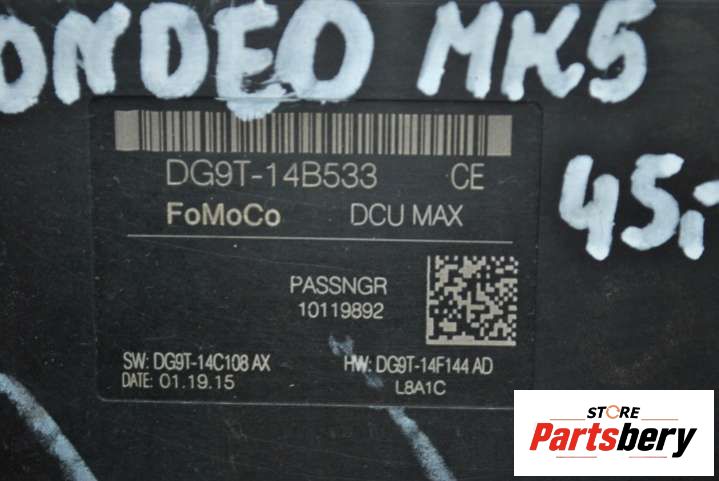 ONDEO MK5
DG9T-14B533 CE
45i
FoMoCo DCU MAX
PASSNGR
10119892
SW: DG9T-14C108 AX HW: DG9T-14F144 AD
DATE: 01.19.15 L8A1C
STORE
Partsbery